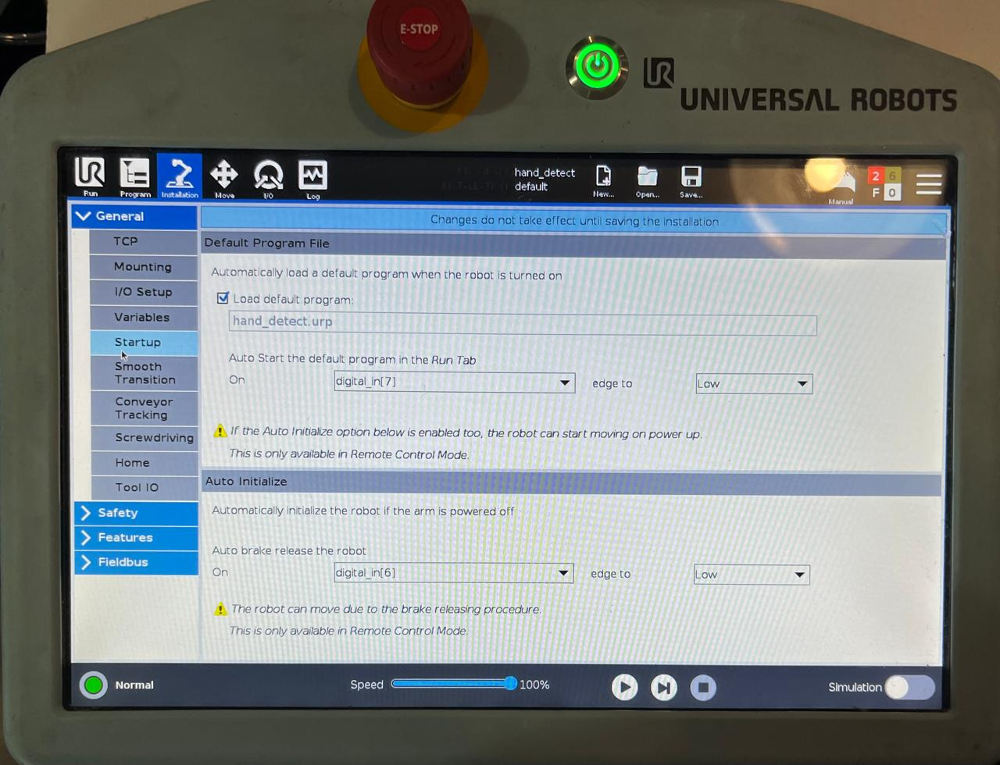 E-STOP
UR
UNIVERSAL ROBOTS
UR
Run
Program
Installation
Move
I/O
Log
hand_detect
default
New...
Open...
Save...
Manual
2 6
F 0
General
Changes do not take effect until saving the installation
TCP
Mounting
I/O Setup
Variables
Startup
Smooth
Transition
Conveyor
Tracking
Screwdriving
Home
Tool IO
Safety
Features
Fieldbus
Default Program File
Automatically load a default program when the robot is turned on
Load default program:
hand_detect.urp
Auto Start the default program in the Run Tab
On digital_in[7] edge to Low
If the Auto Initialize option below is enabled too, the robot can start moving on power up.
This is only available in Remote Control Mode.
Auto Initialize
Automatically initialize the robot if the arm is powered off
Auto brake release the robot
On digital_in[6] edge to Low
The robot can move due to the brake releasing procedure.
This is only available in Remote Control Mode.
Normal
Speed 100%
Simulation